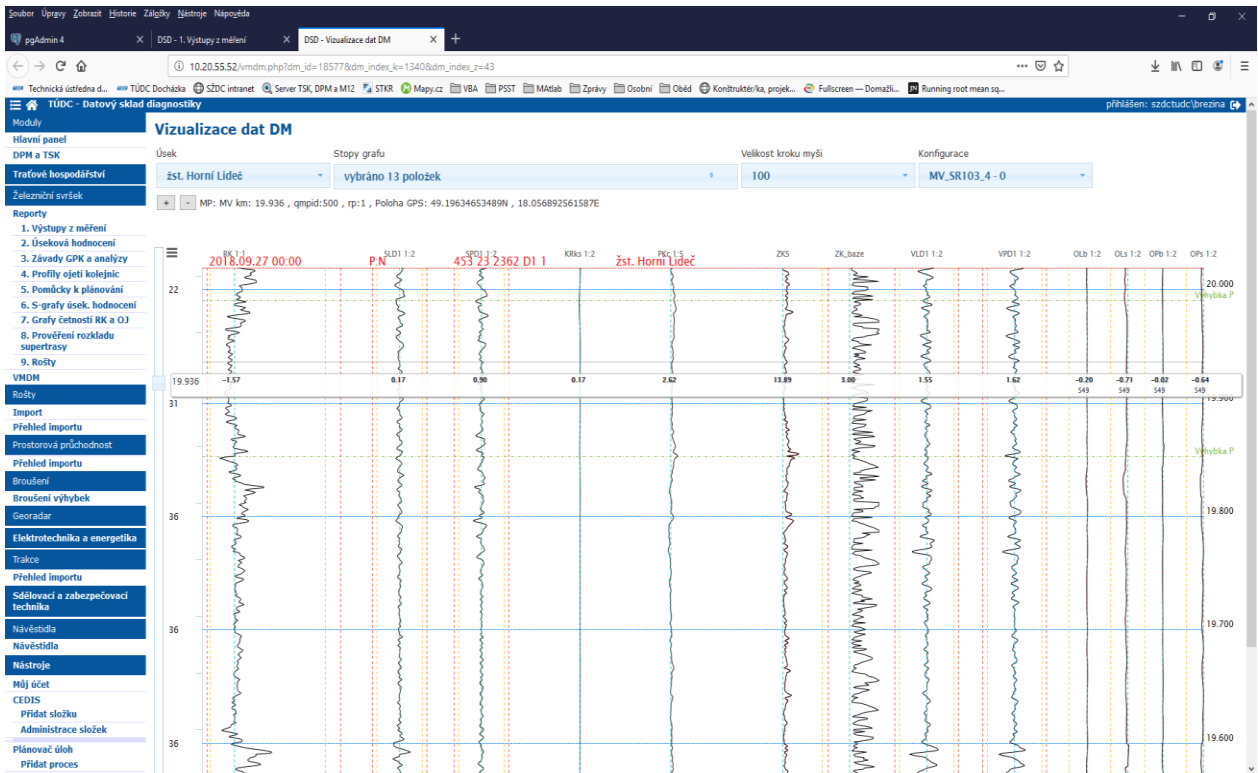 Soubor Úpravy Zobrazit Historie Záložky Nástroje Nápověda
pgAdmin 4
DSD - 1. Výstupy z měření
DSD - Vizualizace dat DM
10.20.55.52/vmdm.php?dm_id=18577&dm_index_k=1340&dm_index_z=43
Technická ústředna d... TÚDC Docházka SŽDC intranet Server TSK, DPM a M12 STKR Mapy.cz VBA PSST MAtlab Zprávy Osobní Oběd Konštruktér/ka, projek... Fullscreen — Domažli... Running root mean sq...
TÚDC - Datový sklad diagnostiky
přihlášen: szdctudc\brezina
Moduly
Hlavní panel
DPM a TSK
Traťové hospodářství
Železniční svršek
Reporty
1. Výstupy z měření
2. Úseková hodnocení
3. Závady GPK a analýzy
4. Profily ojetí kolejnic
5. Pomůcky k plánování
6. S-grafy úsek. hodnocení
7. Grafy četností RK a OJ
8. Prověření rozkladu
supertrasy
9. Rošty
VMDM
Rošty
Import
Přehled importu
Prostorová průchodnost
Přehled importu
Broušení
Broušení výhybek
Georadar
Elektrotechnika a energetika
Trakce
Přehled importu
Sdělovací a zabezpečovací
technika
Návěstidla
Návěstidla
Nástroje
Můj účet
CEDIS
Přidat složku
Administrace složek
Plánovač úloh
Přidat proces
Vizualizace dat DM
Úsek Stopy grafu Velikost kroku myši Konfigurace
žst. Horní Lideč vybráno 13 položek 100 MV_SR103_4 - 0
+ - MP: MV km: 19.936 , qmpid:500 , rp:1 , Poloha GPS: 49.19634653489N , 18.056892561587E
RK 1:1 SLD1 1:2 SPD1 1:2 KRks 1:2 PKc 1:5 ZKS ZK_baze VLD1 1:2 VPD1 1:2 OLb 1:2 OLs 1:2 OPb 1:2 OPs 1:2
2018.09.27 00:00 P:N 453 23 2362 D1 1 žst. Horní Lideč
22 20.000
Výhybka P
19.936 -1.57 0.17 0.90 0.17 2.62 13.89 3.00 1.55 1.62 -0.20 -0.71 -0.02 -0.64
549 549 549 549
31 19.900
Výhybka P
36 19.800
36 19.700
36 19.600